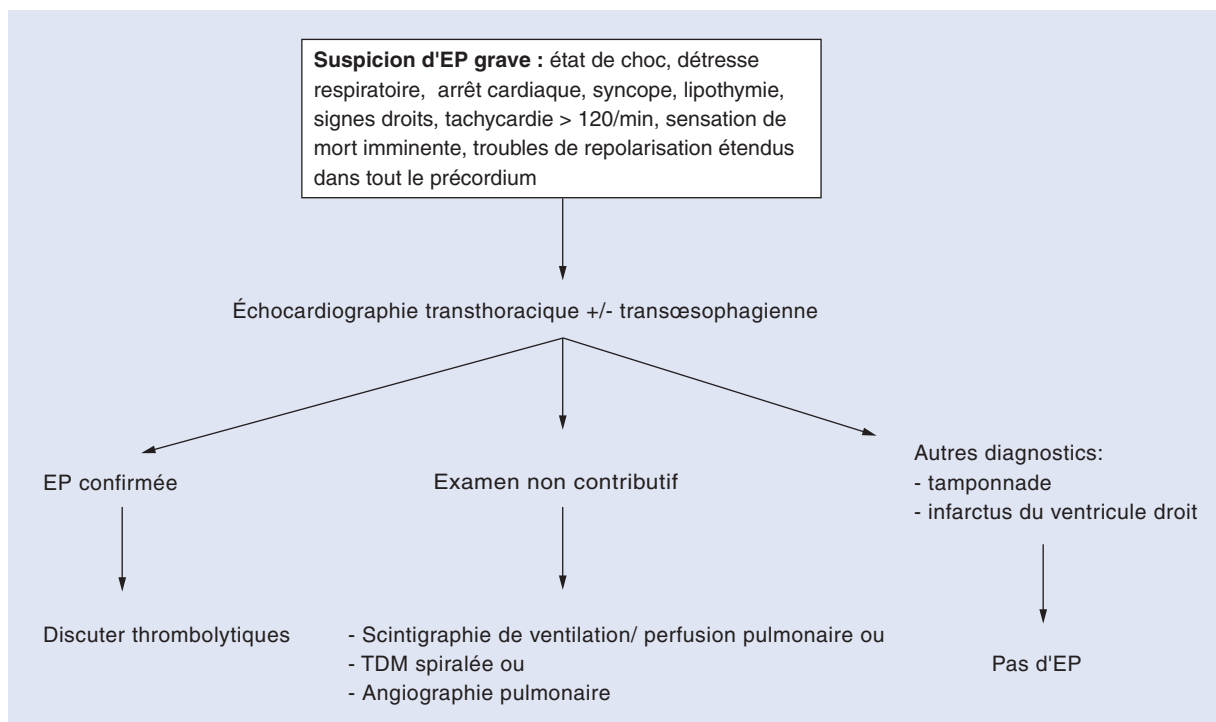 Suspicion d'EP grave : état de choc, détresse
respiratoire, arrêt cardiaque, syncope, lipothymie,
signes droits, tachycardie > 120/min, sensation de
mort imminente, troubles de repolarisation étendus
dans tout le précordium
Échocardiographie transthoracique +/- transœsophagienne
EP confirmée
Examen non contributif
Autres diagnostics:
- tamponnade
- infarctus du ventricule droit
Discuter thrombolytiques
- Scintigraphie de ventilation/ perfusion pulmonaire ou
- TDM spiralée ou
- Angiographie pulmonaire
Pas d'EP